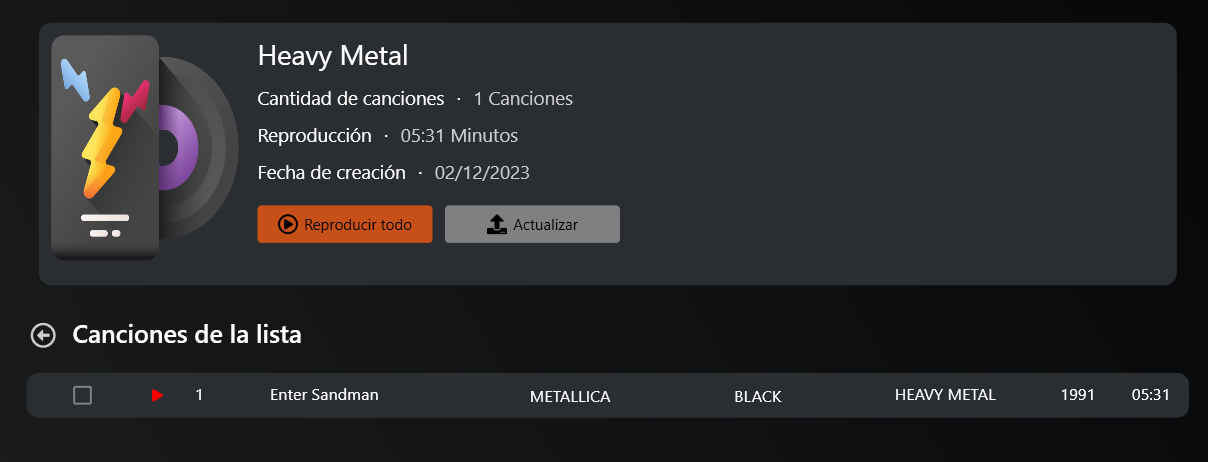 Heavy Metal
Cantidad de canciones · 1 Canciones
Reproducción · 05:31 Minutos
Fecha de creación · 02/12/2023
Reproducir todo Actualizar
Canciones de la lista
1 Enter Sandman METALLICA BLACK HEAVY METAL 1991 05:31